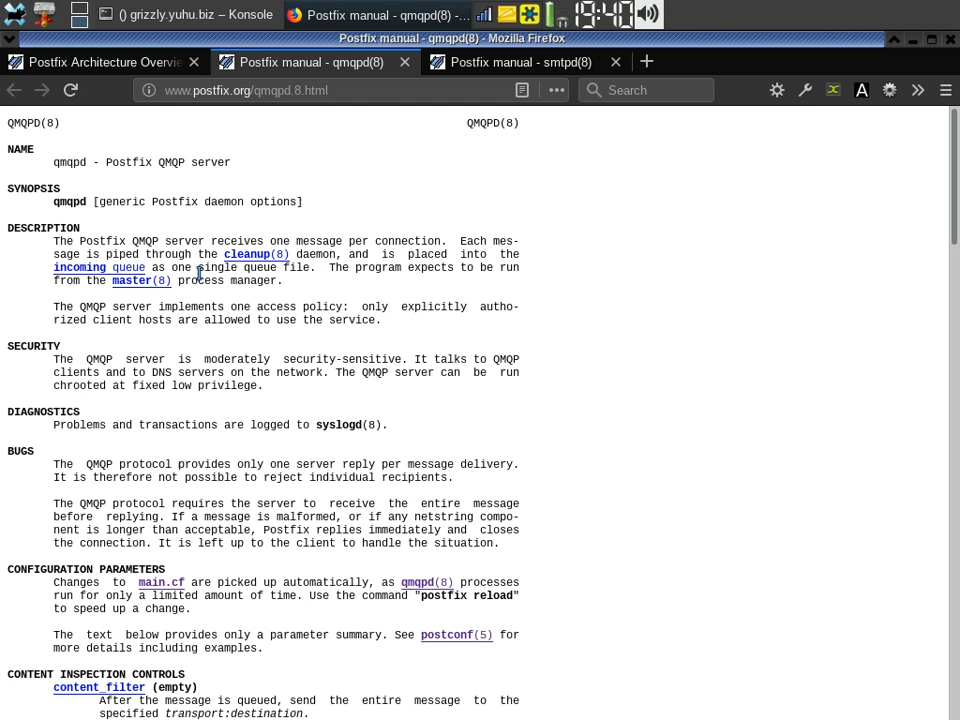 () grizzly.yuhu.biz – Konsole
Postfix manual - qmqpd(8) -...
19:40
Postfix manual - qmqpd(8) - Mozilla Firefox
Postfix Architecture Overvie
Postfix manual - qmqpd(8)
Postfix manual - smtpd(8)
www.postfix.org/qmqpd.8.html
Search
A
QMQPD(8) QMQPD(8)
NAME
qmqpd - Postfix QMQP server
SYNOPSIS
qmqpd [generic Postfix daemon options]
DESCRIPTION
The Postfix QMQP server receives one message per connection. Each mes-
sage is piped through the cleanup(8) daemon, and is placed into the
incoming queue as one single queue file. The program expects to be run
from the master(8) process manager.
The QMQP server implements one access policy: only explicitly autho-
rized client hosts are allowed to use the service.
SECURITY
The QMQP server is moderately security-sensitive. It talks to QMQP
clients and to DNS servers on the network. The QMQP server can be run
chrooted at fixed low privilege.
DIAGNOSTICS
Problems and transactions are logged to syslogd(8).
BUGS
The QMQP protocol provides only one server reply per message delivery.
It is therefore not possible to reject individual recipients.
The QMQP protocol requires the server to receive the entire message
before replying. If a message is malformed, or if any netstring compo-
nent is longer than acceptable, Postfix replies immediately and closes
the connection. It is left up to the client to handle the situation.
CONFIGURATION PARAMETERS
Changes to main.cf are picked up automatically, as qmqpd(8) processes
run for only a limited amount of time. Use the command "postfix reload"
to speed up a change.
The text below provides only a parameter summary. See postconf(5) for
more details including examples.
CONTENT INSPECTION CONTROLS
content_filter (empty)
After the message is queued, send the entire message to the
specified transport:destination.